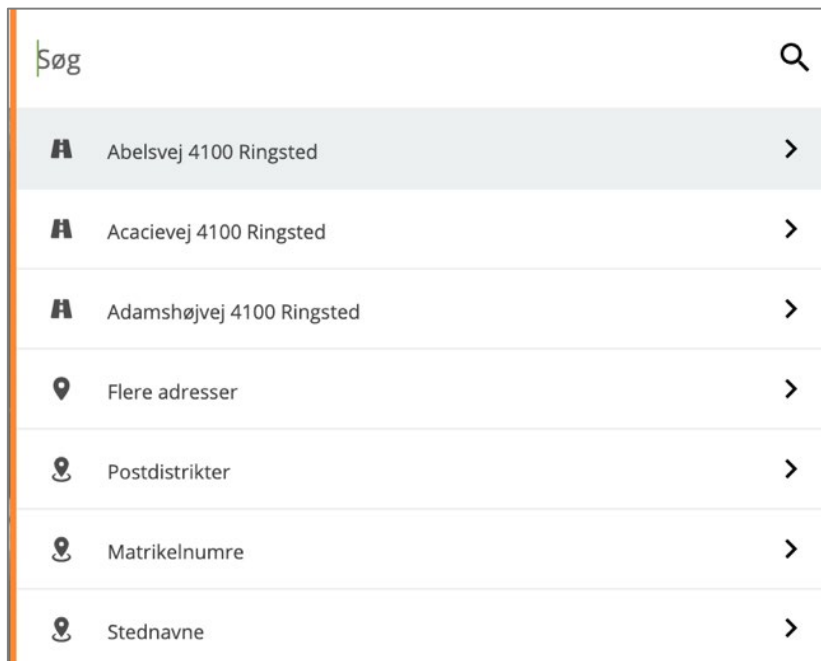 Søg
Abelsvej 4100 Ringsted
Acacievej 4100 Ringsted
Adamshøjvej 4100 Ringsted
Flere adresser
Postdistrikter
Matrikelnumre
Stednavne